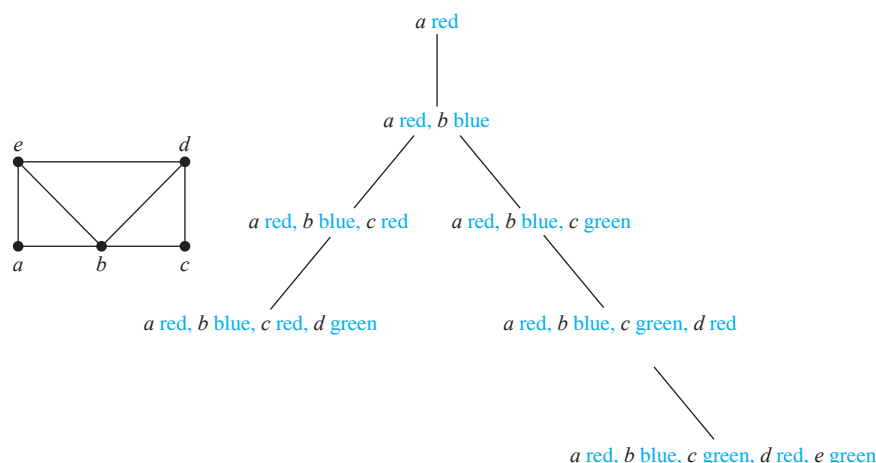 a red
a red, b blue
e
d
a red, b blue, c red
a red, b blue, c green
a
b
c
a red, b blue, c red, d green
a red, b blue, c green, d red
a red, b blue, c green, d red, e green